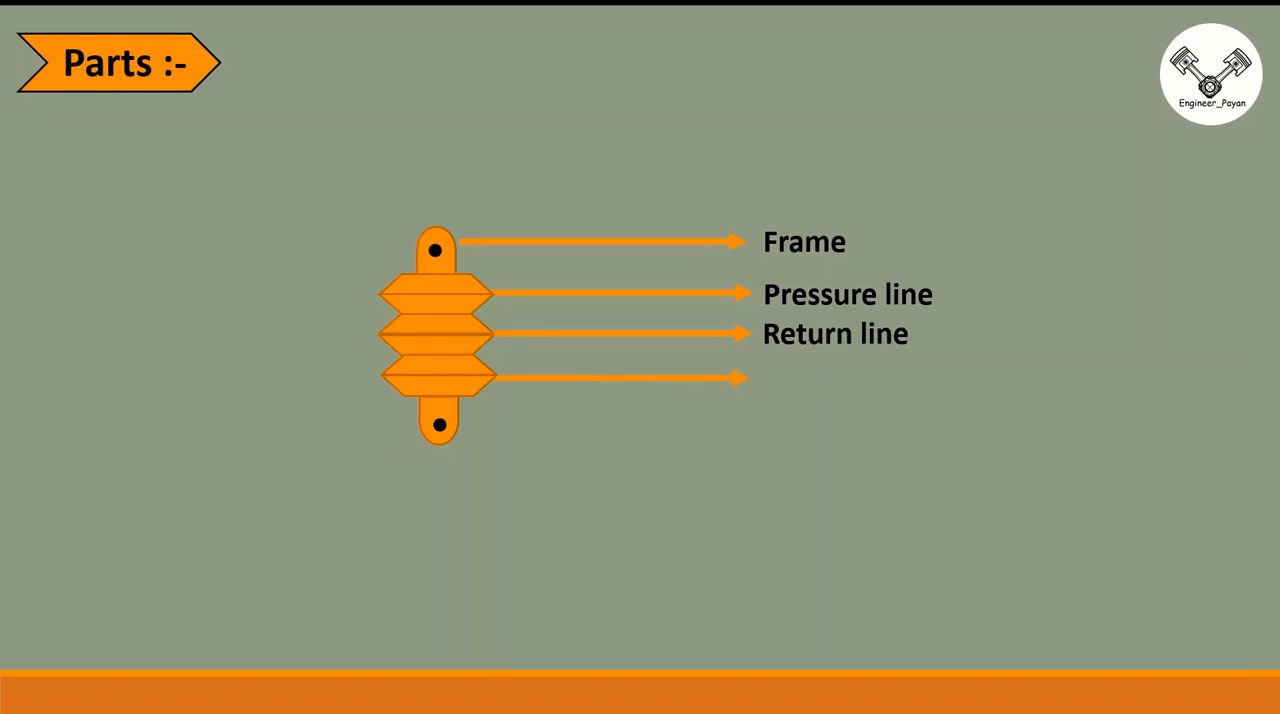 Parts :-
Engineer_Payan
Frame
Pressure line
Return line